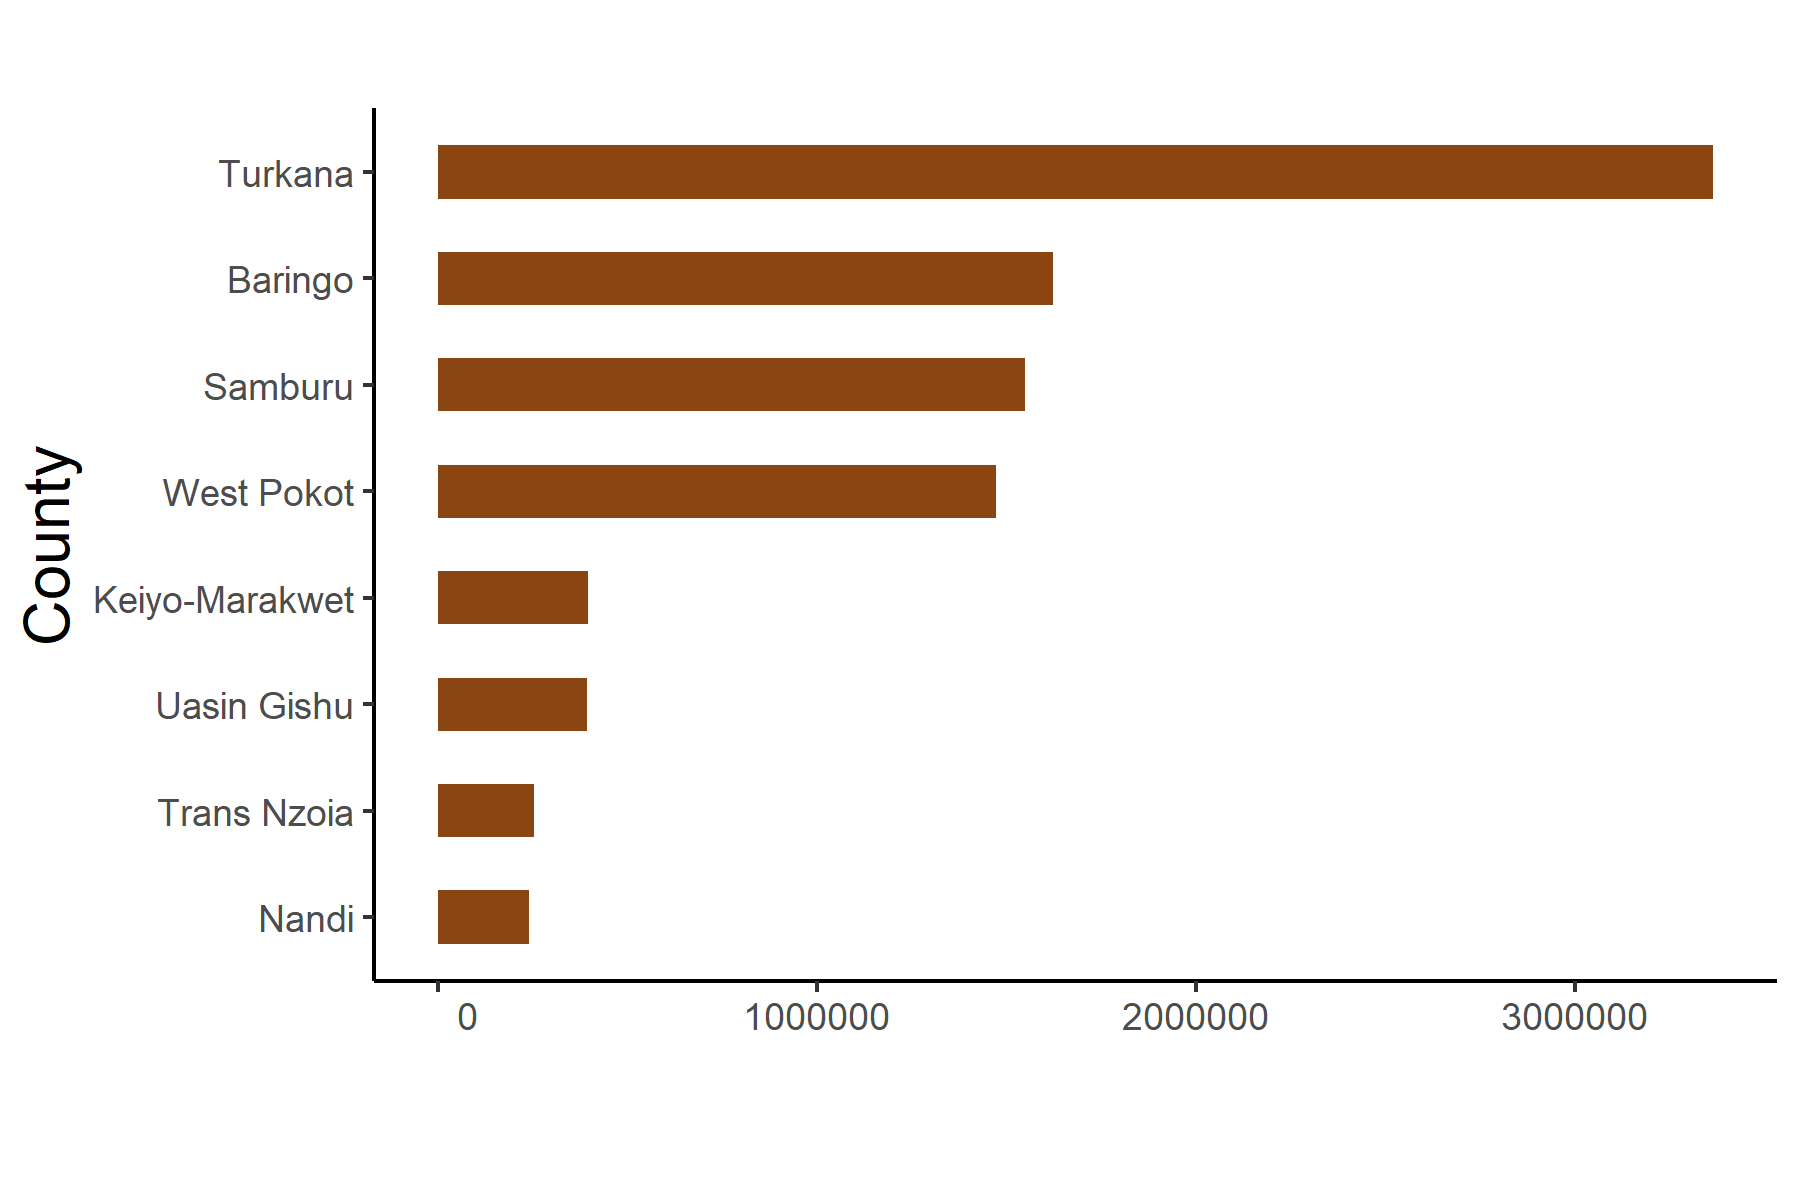 County
Turkana
Baringo
Samburu
West Pokot
Keiyo-Marakwet
Uasin Gishu
Trans Nzoia
Nandi
0 1000000 2000000 3000000